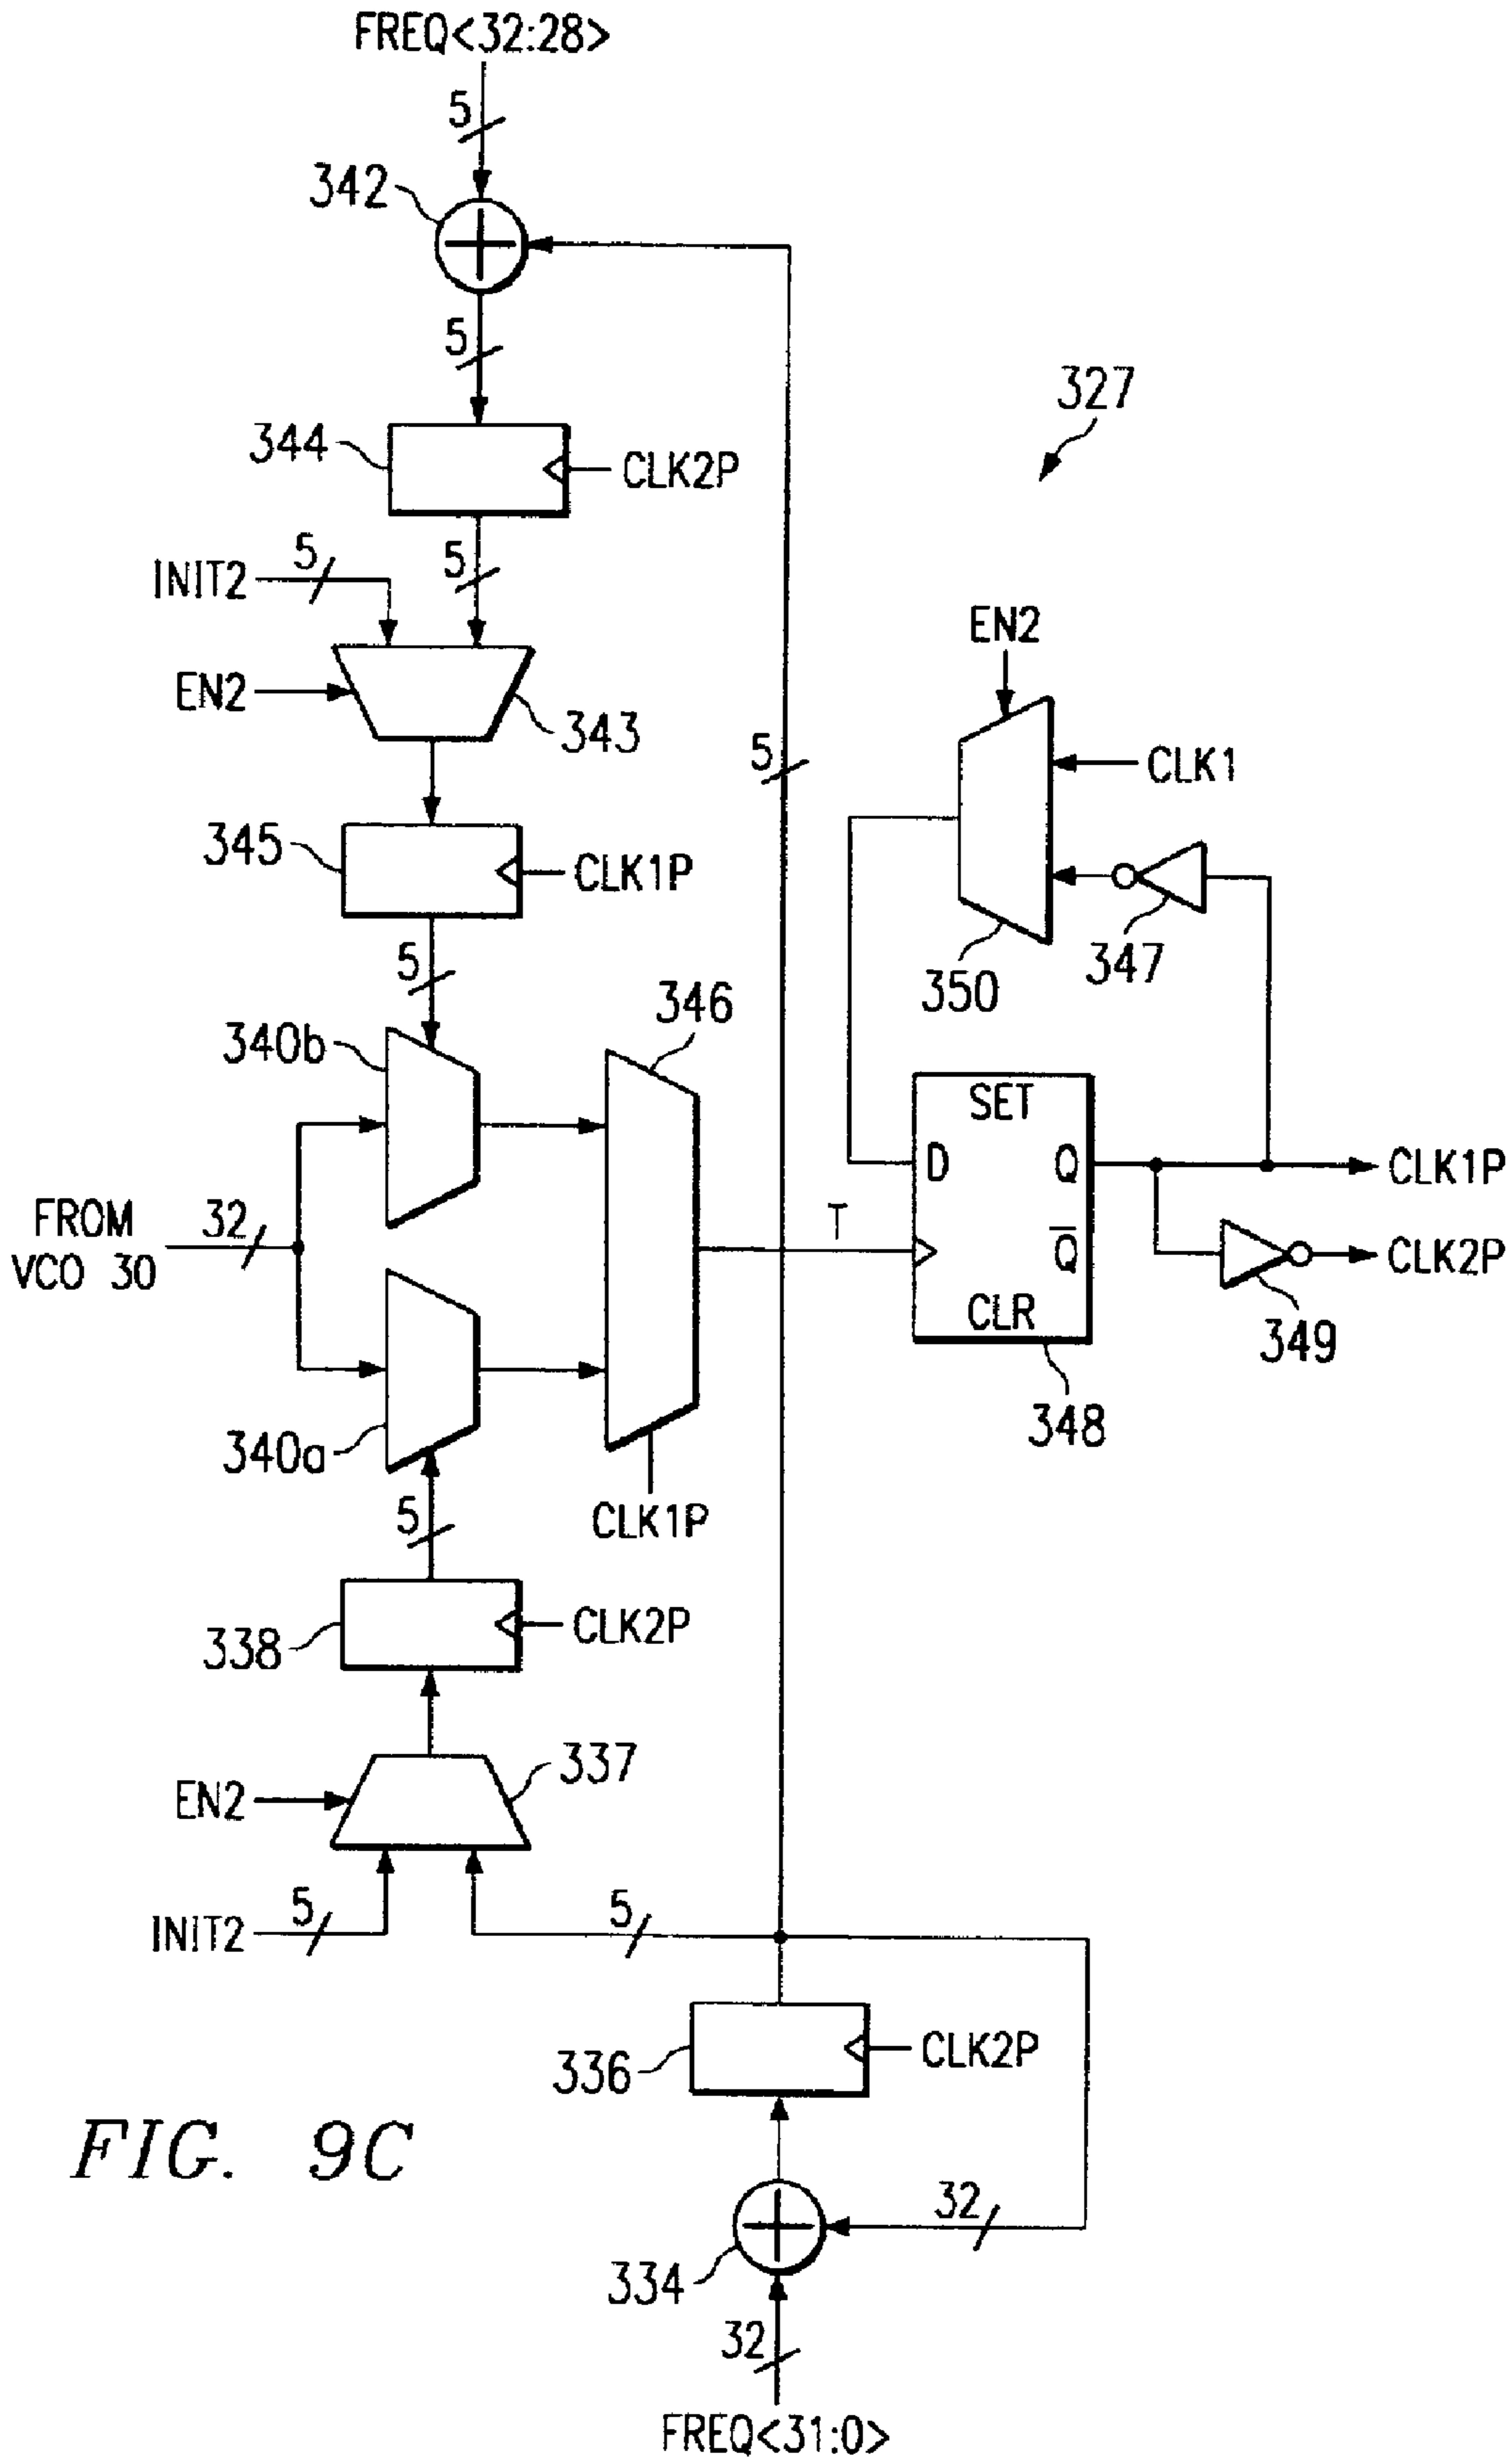 FREQ<32:28>
5
342
5
327
344
CLK2P
5
5
INIT2
EN2
EN2
343
5
CLK1
345
CLK1P
347
350
5
346
340b
SET
D
Q
CLK1P
FROM
VCO 30
32
T
Q̅
CLK2P
CLR
349
348
340a
CLK1P
5
338
CLK2P
337
EN2
5
INIT2
5
336
CLK2P
FIG. 9C
32
334
32
FREQ<31:0>